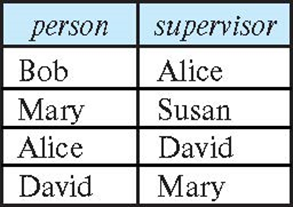 person supervisor
Bob Alice
Mary Susan
Alice David
David Mary